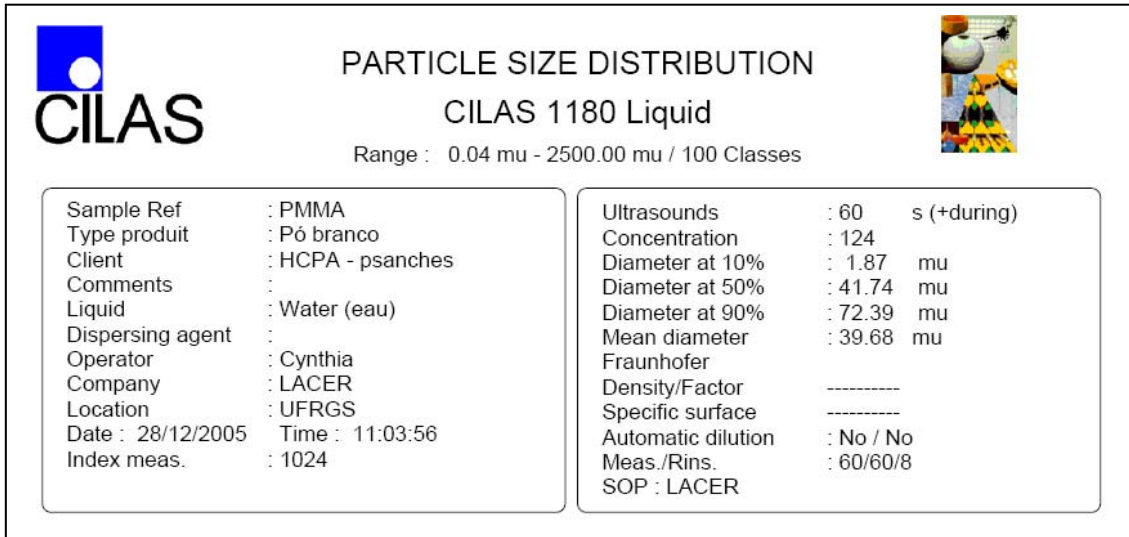 CILAS
PARTICLE SIZE DISTRIBUTION
CILAS 1180 Liquid
Range : 0.04 mu - 2500.00 mu / 100 Classes
Sample Ref : PMMA
Type produit : Pó branco
Client : HCPA - psanches
Comments :
Liquid : Water (eau)
Dispersing agent :
Operator : Cynthia
Company : LACER
Location : UFRGS
Date : 28/12/2005 Time : 11:03:56
Index meas. : 1024
Ultrasounds : 60 s (+during)
Concentration : 124
Diameter at 10% : 1.87 mu
Diameter at 50% : 41.74 mu
Diameter at 90% : 72.39 mu
Mean diameter : 39.68 mu
Fraunhofer
Density/Factor ----------
Specific surface ----------
Automatic dilution : No / No
Meas./Rins. : 60/60/8
SOP : LACER